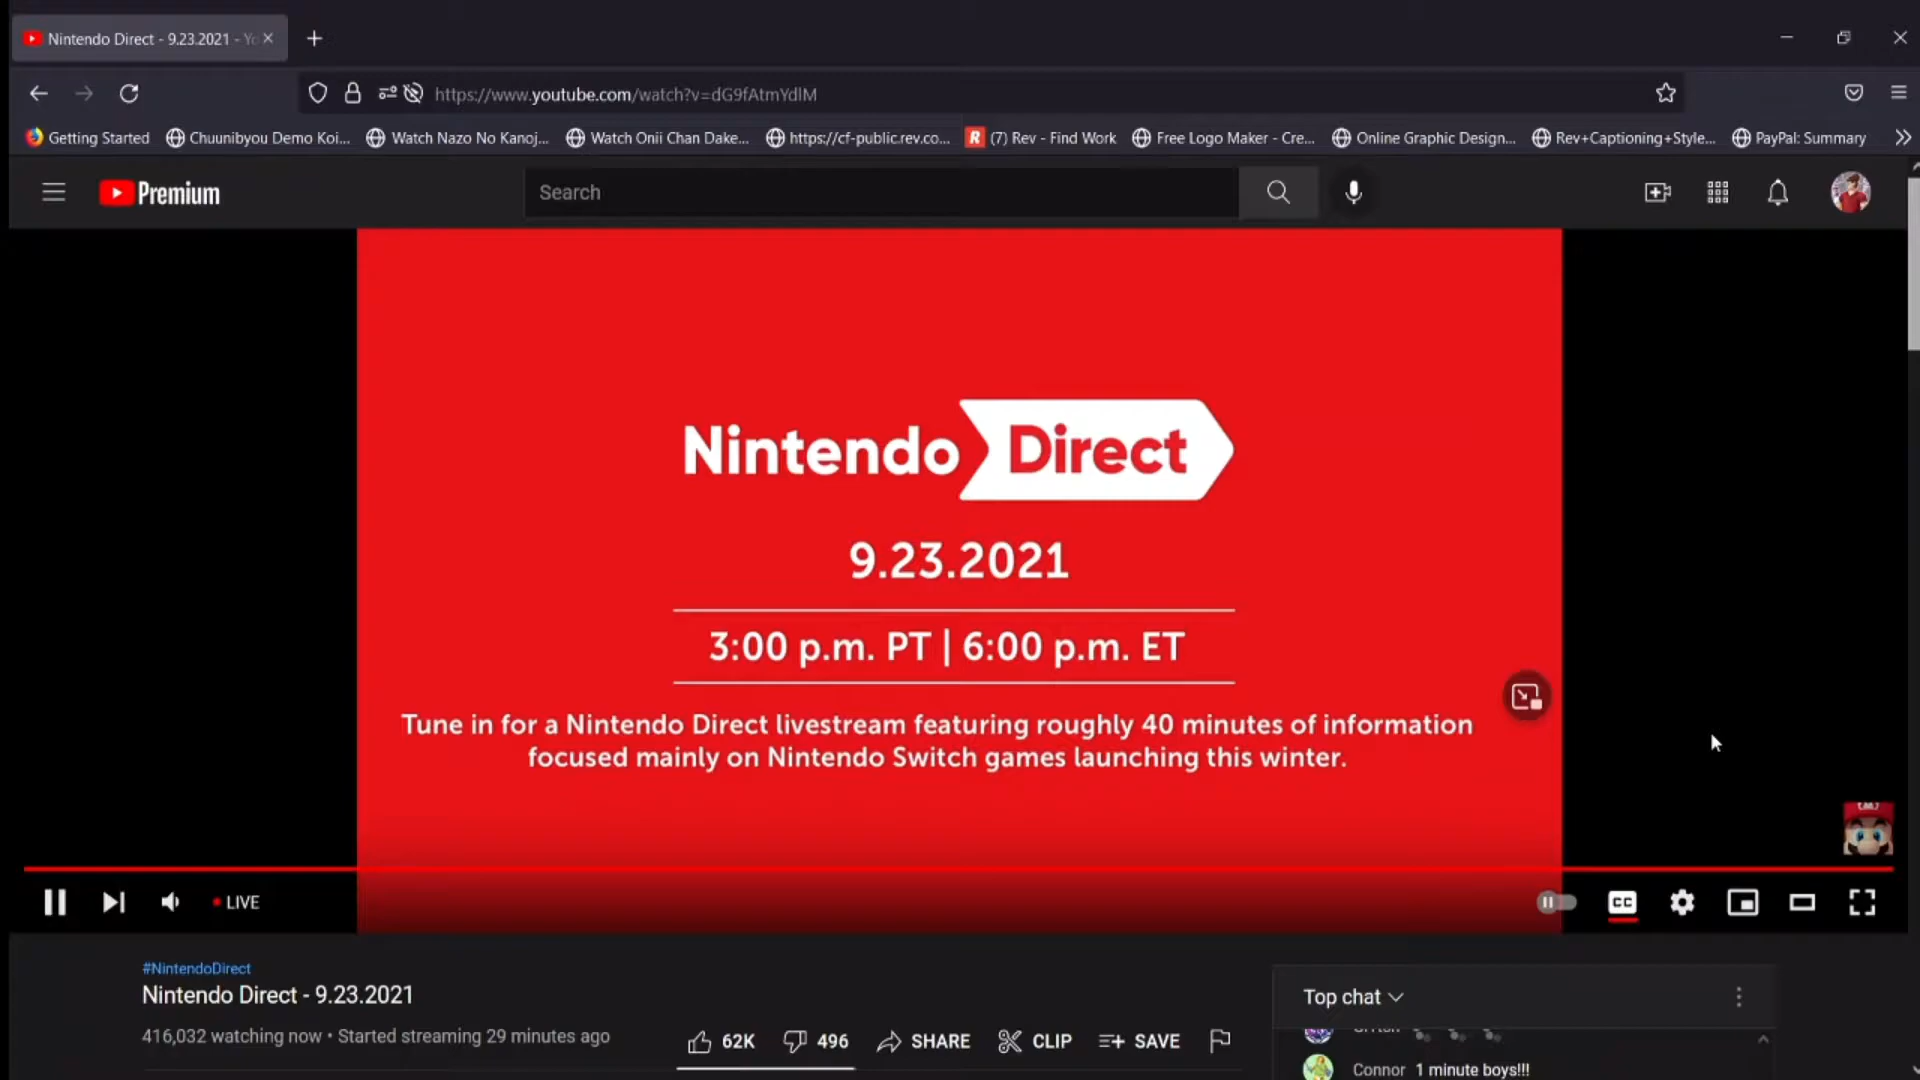 Nintendo Direct - 9.23.2021 - Yo
https://www.youtube.com/watch?v=dG9fAtmYdlM
Getting Started
Chuunibyou Demo Koi...
Watch Nazo No Kanoj...
Watch Onii Chan Dake...
https://cf-public.rev.co...
R
(7) Rev - Find Work
Free Logo Maker - Cre...
Online Graphic Design...
Rev+Captioning+Style...
PayPal: Summary
Premium
Search
Nintendo Direct
9.23.2021
3:00 p.m. PT | 6:00 p.m. ET
Tune in for a Nintendo Direct livestream featuring roughly 40 minutes of information
focused mainly on Nintendo Switch games launching this winter.
M
LIVE
CC
#NintendoDirect
Nintendo Direct - 9.23.2021
416,032 watching now • Started streaming 29 minutes ago
62K
496
SHARE
CLIP
SAVE
Top chat
Connor 1 minute boys!!!